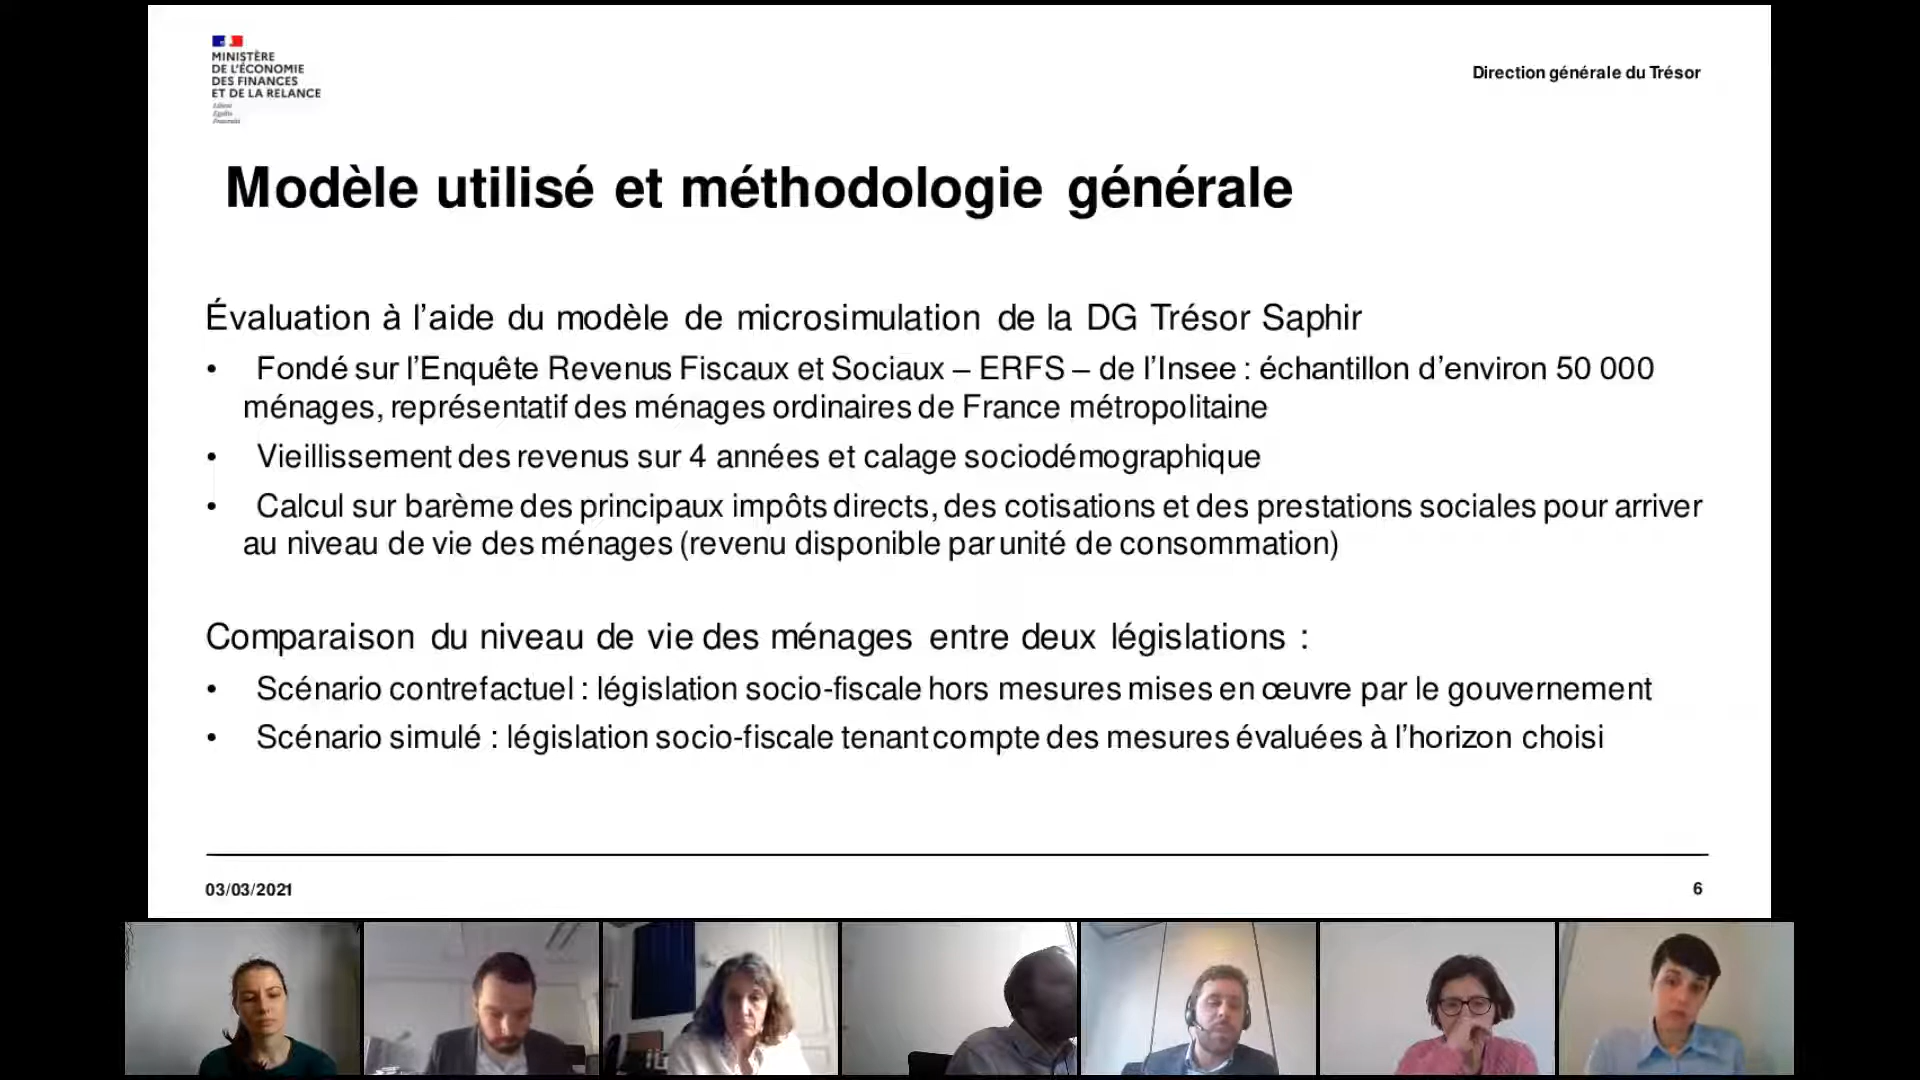 MINISTÈRE
DE L'ÉCONOMIE
DES FINANCES
ET DE LA RELANCE
Liberté
Égalité
Fraternité
Direction générale du Trésor
Modèle utilisé et méthodologie générale
Évaluation à l’aide du modèle de microsimulation de la DG Trésor Saphir
• Fondé sur l’Enquête Revenus Fiscaux et Sociaux – ERFS – de l’Insee : échantillon d’environ 50 000
ménages, représentatif des ménages ordinaires de France métropolitaine
• Vieillissement des revenus sur 4 années et calage sociodémographique
• Calcul sur barème des principaux impôts directs, des cotisations et des prestations sociales pour arriver
au niveau de vie des ménages (revenu disponible par unité de consommation)
Comparaison du niveau de vie des ménages entre deux législations :
• Scénario contrefactuel : législation socio-fiscale hors mesures mises en œuvre par le gouvernement
• Scénario simulé : législation socio-fiscale tenant compte des mesures évaluées à l’horizon choisi
03/03/2021
6